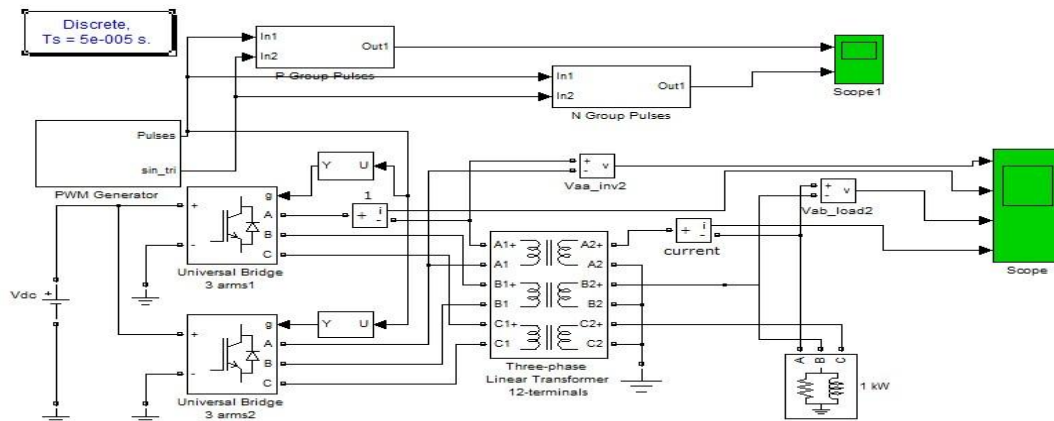 Discrete,
Ts = 5e-005 s.
In1
In2
Out1
P Group Pulses
In1
In2
Out1
N Group Pulses
Scope1
Pulses
sin_tri
PWM Generator
Y U
1
+ i
-
+
- v
Vaa_inv2
+
- v
Vab_load2
+ g
A
B
- C
Universal Bridge
3 arms1
Vdc +
+ g
A
B
- C
Universal Bridge
3 arms2
Y U
A1+ A2+
A1 A2
B1+ B2+
B1 B2
C1+ C2+
C1 C2
Three-phase
Linear Transformer
12-terminals
+ i
-
current
Scope
A B C
1 kW